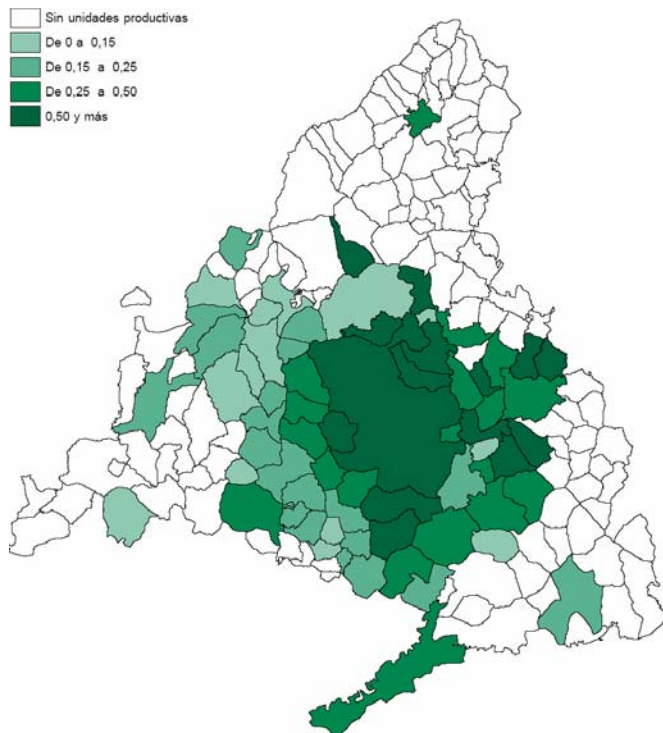 Sin unidades productivas
De 0 a 0,15
De 0,15 a 0,25
De 0,25 a 0,50
0,50 y más